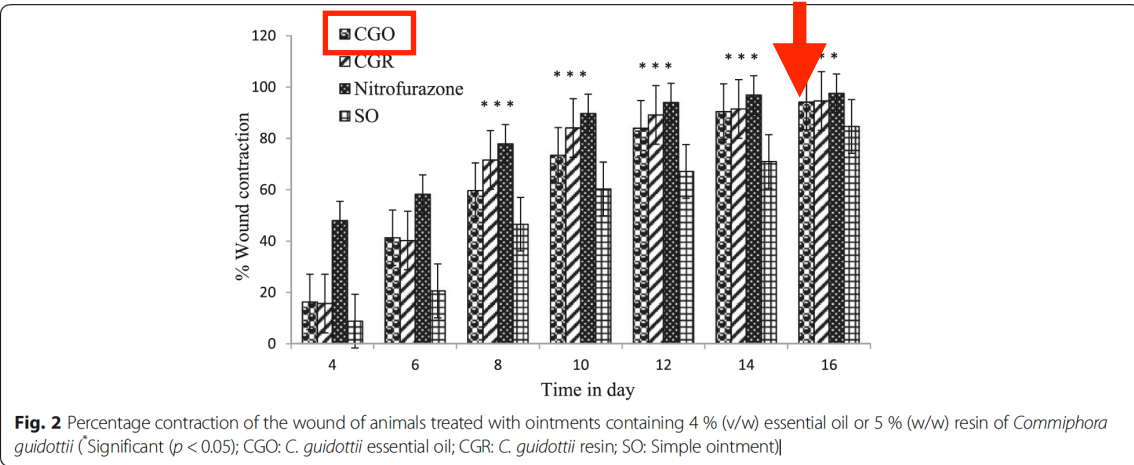 120
100
80
60
40
20
0
% Wound contraction
CGO
CGR
Nitrofurazone
SO
* * *
* * *
* * *
* * *
* *
4 6 8 10 12 14 16
Time in day
Fig. 2 Percentage contraction of the wound of animals treated with ointments containing 4 % (v/w) essential oil or 5 % (w/w) resin of Commiphora
guidottii (*Significant (p < 0.05); CGO: C. guidottii essential oil; CGR: C. guidottii resin; SO: Simple ointment)